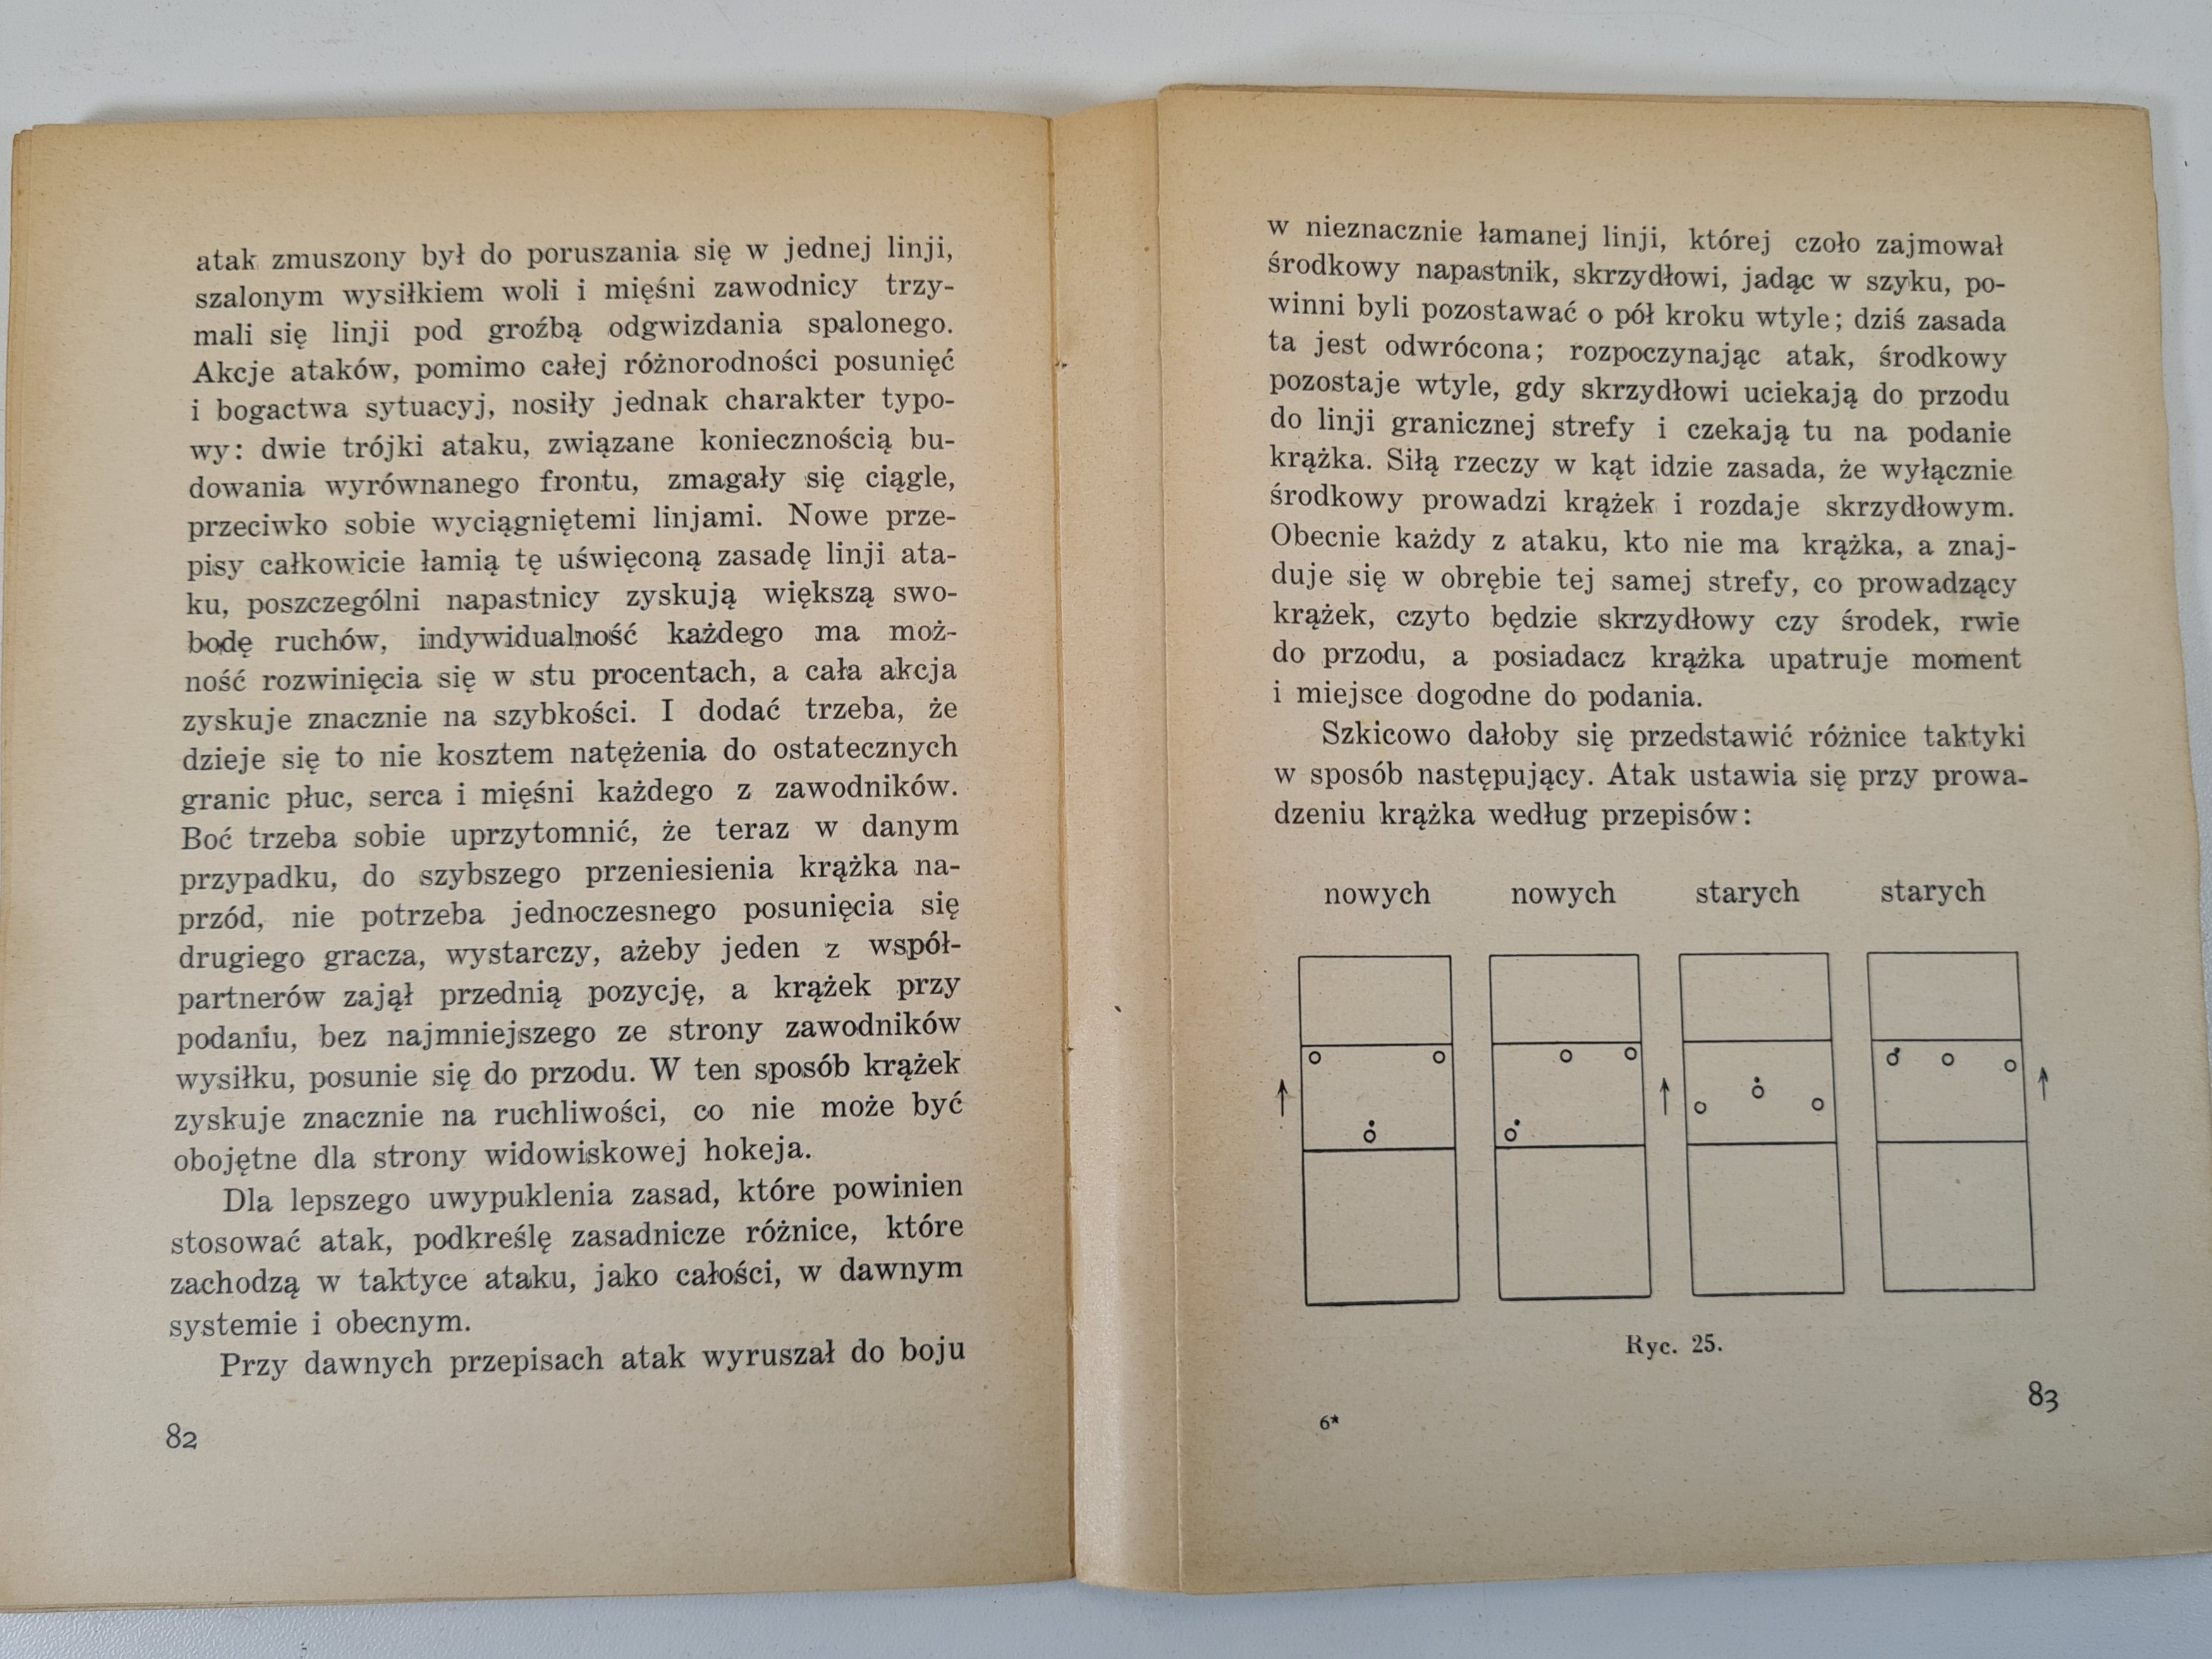 atak zmuszony był do poruszania się w jednej linji,
szalonym wysiłkiem woli i mięśni zawodnicy trzy-
mali się linji pod groźbą odgwizdania spalonego.
Akcje ataków, pomimo całej różnorodności posunięć
i bogactwa sytuacyj, nosiły jednak charakter typo-
wy: dwie trójki ataku, związane koniecznością bu-
dowania wyrównanego frontu, zmagały się ciągle,
przeciwko sobie wyciągniętemi linjami. Nowe prze-
pisy całkowicie łamią tę uświęconą zasadę linji ata-
ku, poszczególni napastnicy zyskują większą swo-
bodę ruchów, indywidualność każdego ma moż-
ność rozwinięcia się w stu procentach, a cała akcja
zyskuje znacznie na szybkości. I dodać trzeba, że
dzieje się to nie kosztem natężenia do ostatecznych
granic płuc, serca i mięśni każdego z zawodników.
Boć trzeba sobie uprzytomnić, że teraz w danym
przypadku, do szybszego przeniesienia krążka na-
przód, nie potrzeba jednoczesnego posunięcia się
drugiego gracza, wystarczy, ażeby jeden z współ-
partnerów zajął przednią pozycję, a krążek przy
podaniu, bez najmniejszego ze strony zawodników
wysiłku, posunie się do przodu. W ten sposób krążek
zyskuje znacznie na ruchliwości, co nie może być
obojętne dla strony widowiskowej hokeja.
Dla lepszego uwypuklenia zasad, które powinien
stosować atak, podkreślę zasadnicze różnice, które
zachodzą w taktyce ataku, jako całości, w dawnym
systemie i obecnym.
Przy dawnych przepisach atak wyruszał do boju
82
w nieznacznie łamanej linji, której czoło zajmował
środkowy napastnik, skrzydłowi, jadąc w szyku, po-
winni byli pozostawać o pół kroku wtyle; dziś zasada
ta jest odwrócona; rozpoczynając atak, środkowy
pozostaje wtyle, gdy skrzydłowi uciekają do przodu
do linji granicznej strefy i czekają tu na podanie
krążka. Siłą rzeczy w kąt idzie zasada, że wyłącznie
środkowy prowadzi krążek i rozdaje skrzydłowym.
Obecnie każdy z ataku, kto nie ma krążka, a znaj-
duje się w obrębie tej samej strefy, co prowadzący
krążek, czyto będzie skrzydłowy czy środek, rwie
do przodu, a posiadacz krążka upatruje moment
i miejsce dogodne do podania.
Szkicowo dałoby się przedstawić różnice taktyki
w sposób następujący. Atak ustawia się przy prowa-
dzeniu krążka według przepisów:
nowych nowych starych starych
Ryc. 25.
83
6*